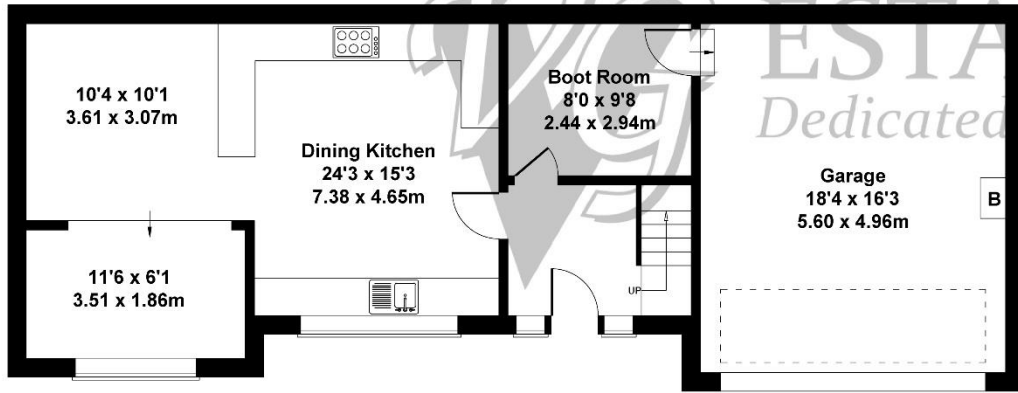 ESTA
Dedicated
10'4 x 10'1
3.61 x 3.07m
Dining Kitchen
24'3 x 15'3
7.38 x 4.65m
Boot Room
8'0 x 9'8
2.44 x 2.94m
Garage
18'4 x 16'3
5.60 x 4.96m
B
11'6 x 6'1
3.51 x 1.86m
UP